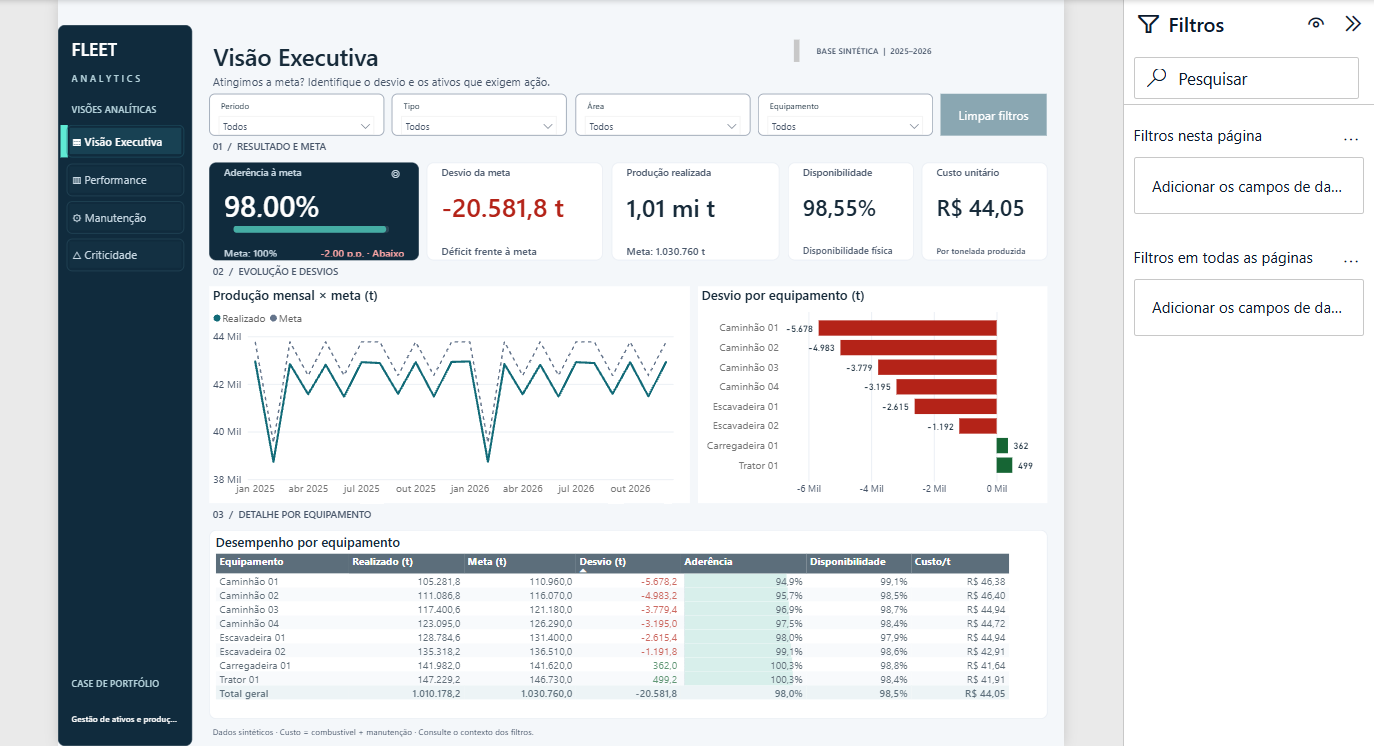 FLEET
ANALYTICS
VISÕES ANALÍTICAS
Visão Executiva
Performance
Manutenção
Criticidade
CASE DE PORTFÓLIO
Gestão de ativos e produç...
Visão Executiva
BASE SINTÉTICA | 2025–2026
Atingimos a meta? Identifique o desvio e os ativos que exigem ação.
Período
Todos
Tipo
Todos
Área
Todos
Equipamento
Todos
Limpar filtros
01 / RESULTADO E META
Aderência à meta
98.00%
Meta: 100% -2.00 p.p. · Abaixo
Desvio da meta
-20.581,8 t
Déficit frente à meta
Produção realizada
1,01 mi t
Meta: 1.030.760 t
Disponibilidade
98,55%
Disponibilidade física
Custo unitário
R$ 44,05
Por tonelada produzida
02 / EVOLUÇÃO E DESVIOS
Produção mensal × meta (t)
Realizado Meta
44 Mil
42 Mil
40 Mil
38 Mil
jan 2025 abr 2025 jul 2025 out 2025 jan 2026 abr 2026 jul 2026 out 2026
Desvio por equipamento (t)
Caminhão 01 -5.678
Caminhão 02 -4.983
Caminhão 03 -3.779
Caminhão 04 -3.195
Escavadeira 01 -2.615
Escavadeira 02 -1.192
Carregadeira 01 362
Trator 01 499
-6 Mil -4 Mil -2 Mil 0 Mil
03 / DETALHE POR EQUIPAMENTO
Desempenho por equipamento
Equipamento Realizado (t) Meta (t) Desvio (t) Aderência Disponibilidade Custo/t
Caminhão 01 105.281,8 110.960,0 -5.678,2 94,9% 99,1% R$ 46,38
Caminhão 02 111.086,8 116.070,0 -4.983,2 95,7% 98,5% R$ 46,40
Caminhão 03 117.400,6 121.180,0 -3.779,4 96,9% 98,7% R$ 44,94
Caminhão 04 123.095,0 126.290,0 -3.195,0 97,5% 98,4% R$ 44,72
Escavadeira 01 128.784,6 131.400,0 -2.615,4 98,0% 97,9% R$ 44,94
Escavadeira 02 135.318,2 136.510,0 -1.191,8 99,1% 98,6% R$ 42,91
Carregadeira 01 141.982,0 141.620,0 362,0 100,3% 98,8% R$ 41,64
Trator 01 147.229,2 146.730,0 499,2 100,3% 98,4% R$ 41,91
Total geral 1.010.178,2 1.030.760,0 -20.581,8 98,0% 98,5% R$ 44,05
Dados sintéticos · Custo = combustível + manutenção · Consulte o contexto dos filtros.
Filtros
Pesquisar
Filtros nesta página ...
Adicionar os campos de da...
Filtros em todas as páginas ...
Adicionar os campos de da...